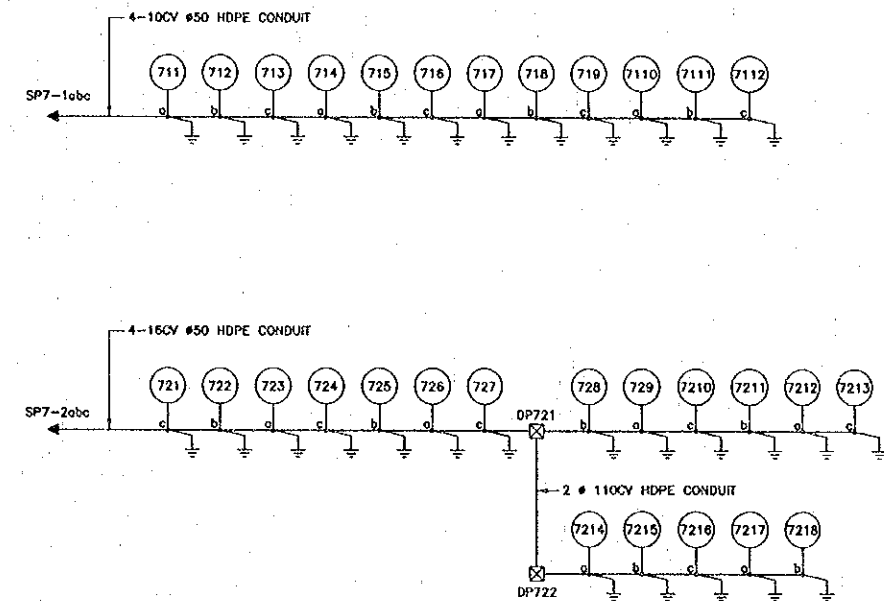 4-10CV ø50 HDPE CONDUIT
711 712 713 714 715 716 717 718 719 7110 7111 7112
SP7-1abc
a b c a b c a b c a b c
4-16CV ø50 HDPE CONDUIT
721 722 723 724 725 726 727 728 729 7210 7211 7212 7213
SP7-2abc
DP721
c b a c b a c b a c b a c
2 ø 110CV HDPE CONDUIT
7214 7215 7216 7217 7218
a b c a b
DP722